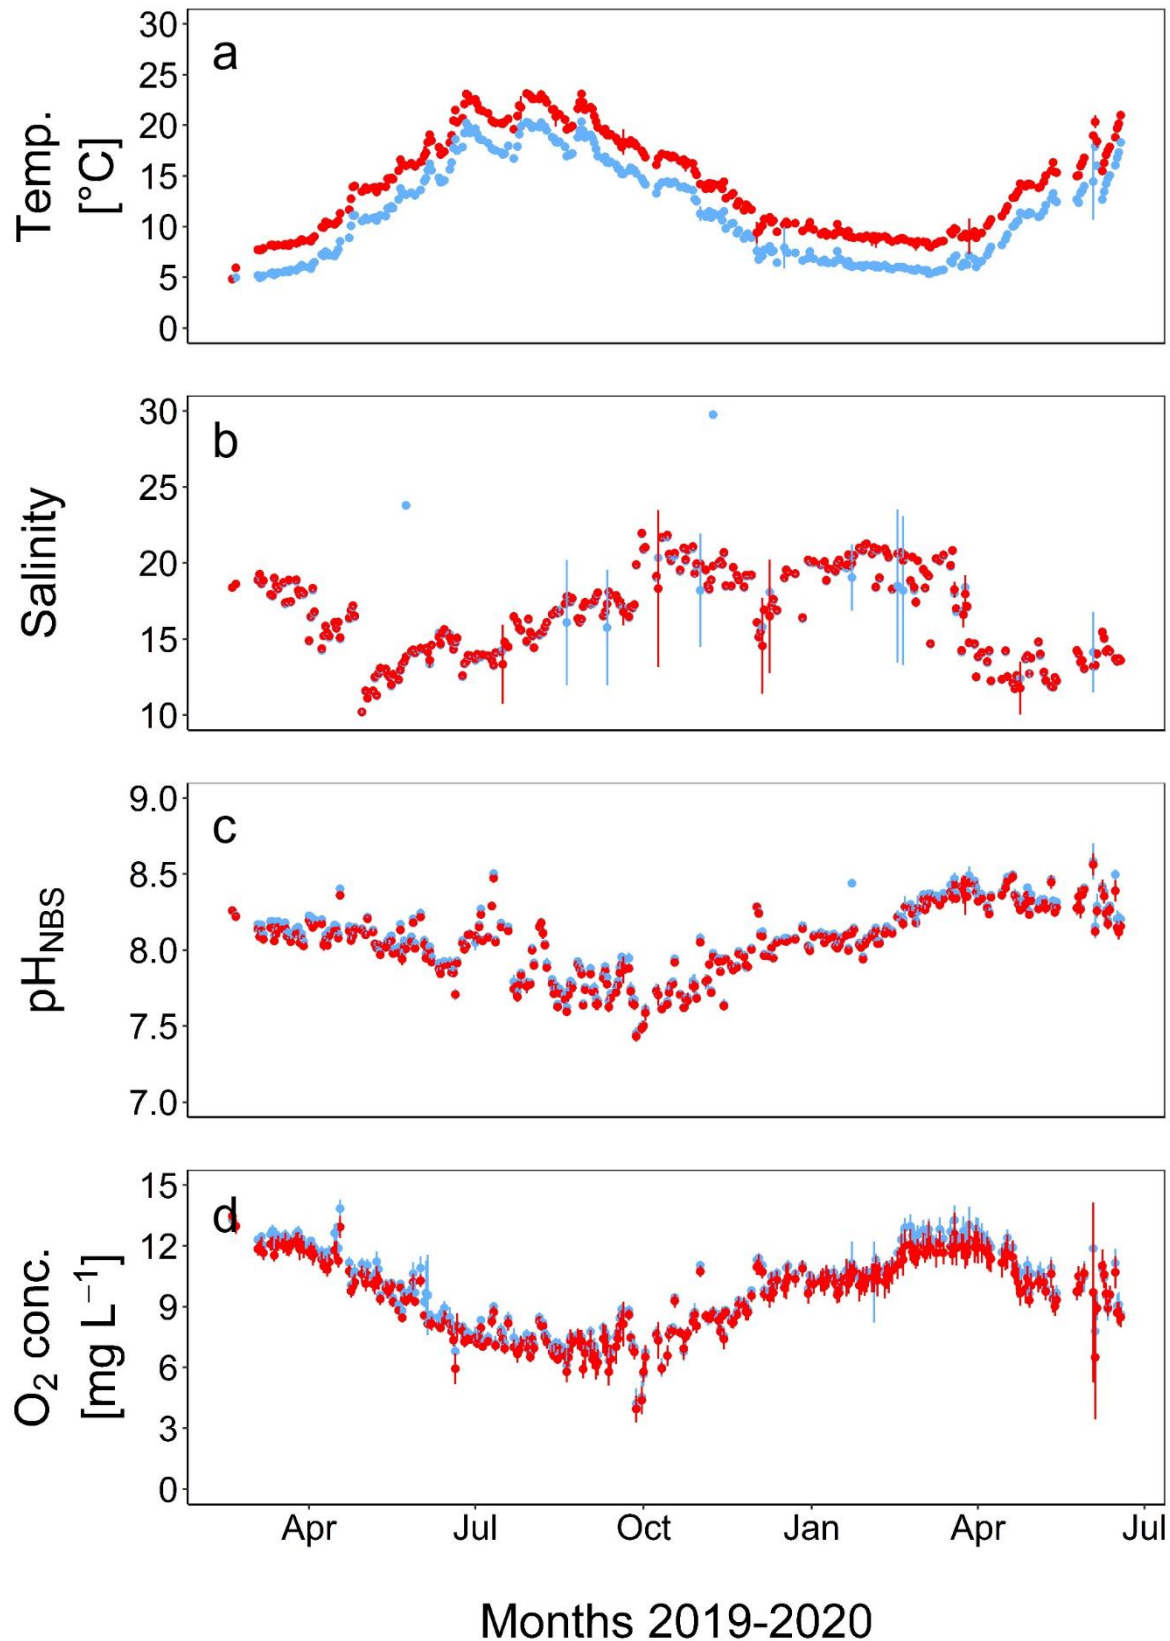 a
Temp.
[°C]
30
25
20
15
10
5
0
b
Salinity
30
25
20
15
10
c
pH_NBS
9.0
8.5
8.0
7.5
7.0
d
O₂ conc.
[mg L⁻¹]
15
12
9
6
3
0
Apr Jul Oct Jan Apr Jul
Months 2019-2020